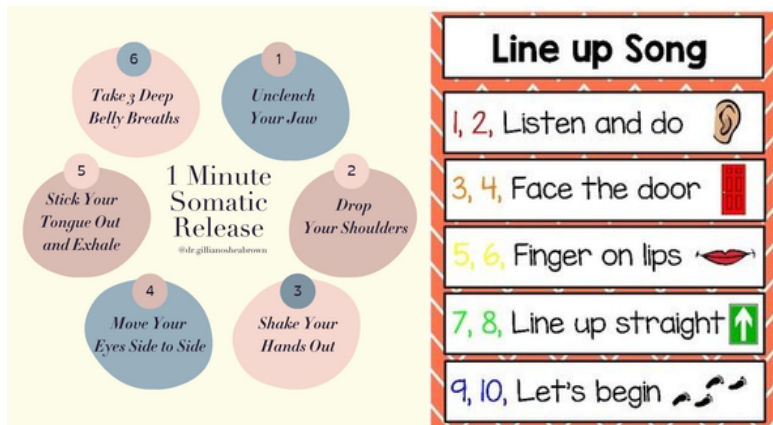 1 Minute
Somatic
Release
@dr.gillianosheabrown
1
Unclench
Your Jaw
2
Drop
Your Shoulders
3
Shake Your
Hands Out
4
Move Your
Eyes Side to Side
5
Stick Your
Tongue Out
and Exhale
6
Take 3 Deep
Belly Breaths
Line up Song
1, 2, Listen and do
3, 4, Face the door
5, 6, Finger on lips
7, 8, Line up straight
9, 10, Let's begin